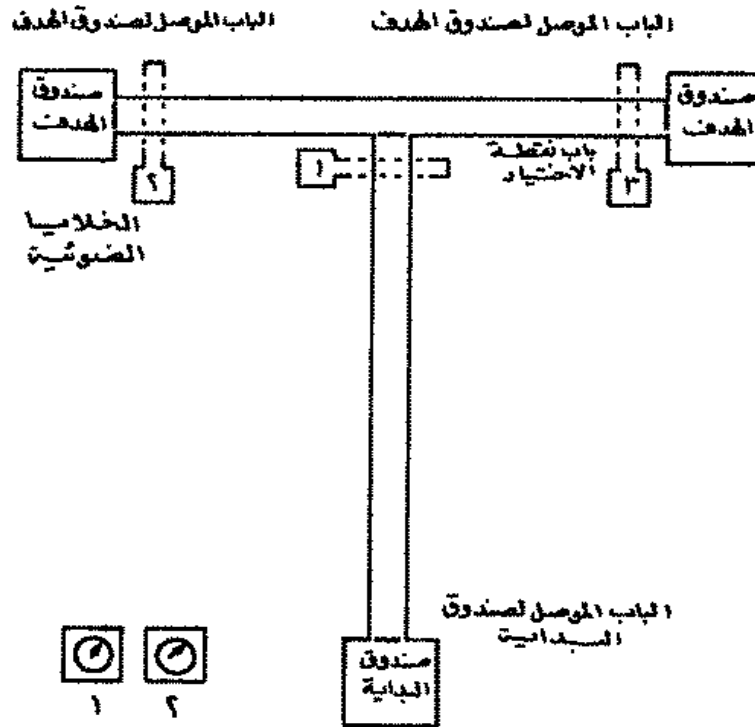 الباب الموصل لصندوق الهدف
الباب الموصل لصندوق الهدف
صندوق
الهدف
صندوق
الهدف
١
باب نقطة
الاختيار
٢
٣
الخلايا
الضوئية
الباب الموصل لصندوق
البداية
صندوق
البداية
١
٢